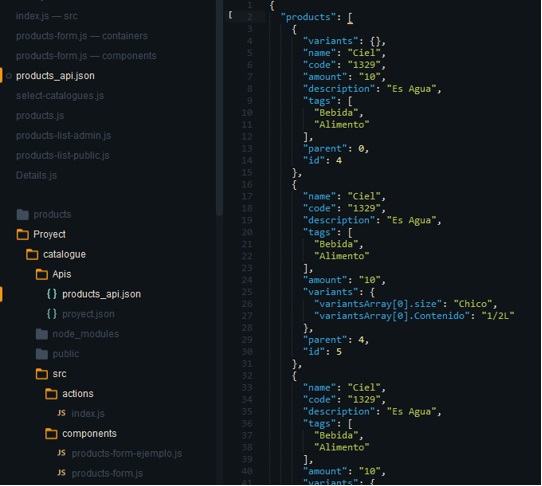 index.js — src
products-form.js — containers
products-form.js — components
products_api.json
select-catalogues.js
products.js
products-list-admin.js
products-list-public.js
Details.js
products
Proyect
catalogue
Apis
{ } products_api.json
{ } proyect.json
node_modules
public
src
actions
JS index.js
components
JS products-form-ejemplo.js
JS products-form.js
1 {
[ 2 "products": [
3 {
4 "variants": {},
5 "name": "Ciel",
6 "code": "1329",
7 "amount": "10",
8 "description": "Es Agua",
9 "tags": [
10 "Bebida",
11 "Alimento"
12 ],
13 "parent": 0,
14 "id": 4
15 },
16 {
17 "name": "Ciel",
18 "code": "1329",
19 "description": "Es Agua",
20 "tags": [
21 "Bebida",
22 "Alimento"
23 ],
24 "amount": "10",
25 "variants": {
26 "variantsArray[0].size": "Chico",
27 "variantsArray[0].Contenido": "1/2L"
28 },
29 "parent": 4,
30 "id": 5
31 },
32 {
33 "name": "Ciel",
34 "code": "1329",
35 "description": "Es Agua",
36 "tags": [
37 "Bebida",
38 "Alimento"
39 ],
40 "amount": "10",
41 "variants": {